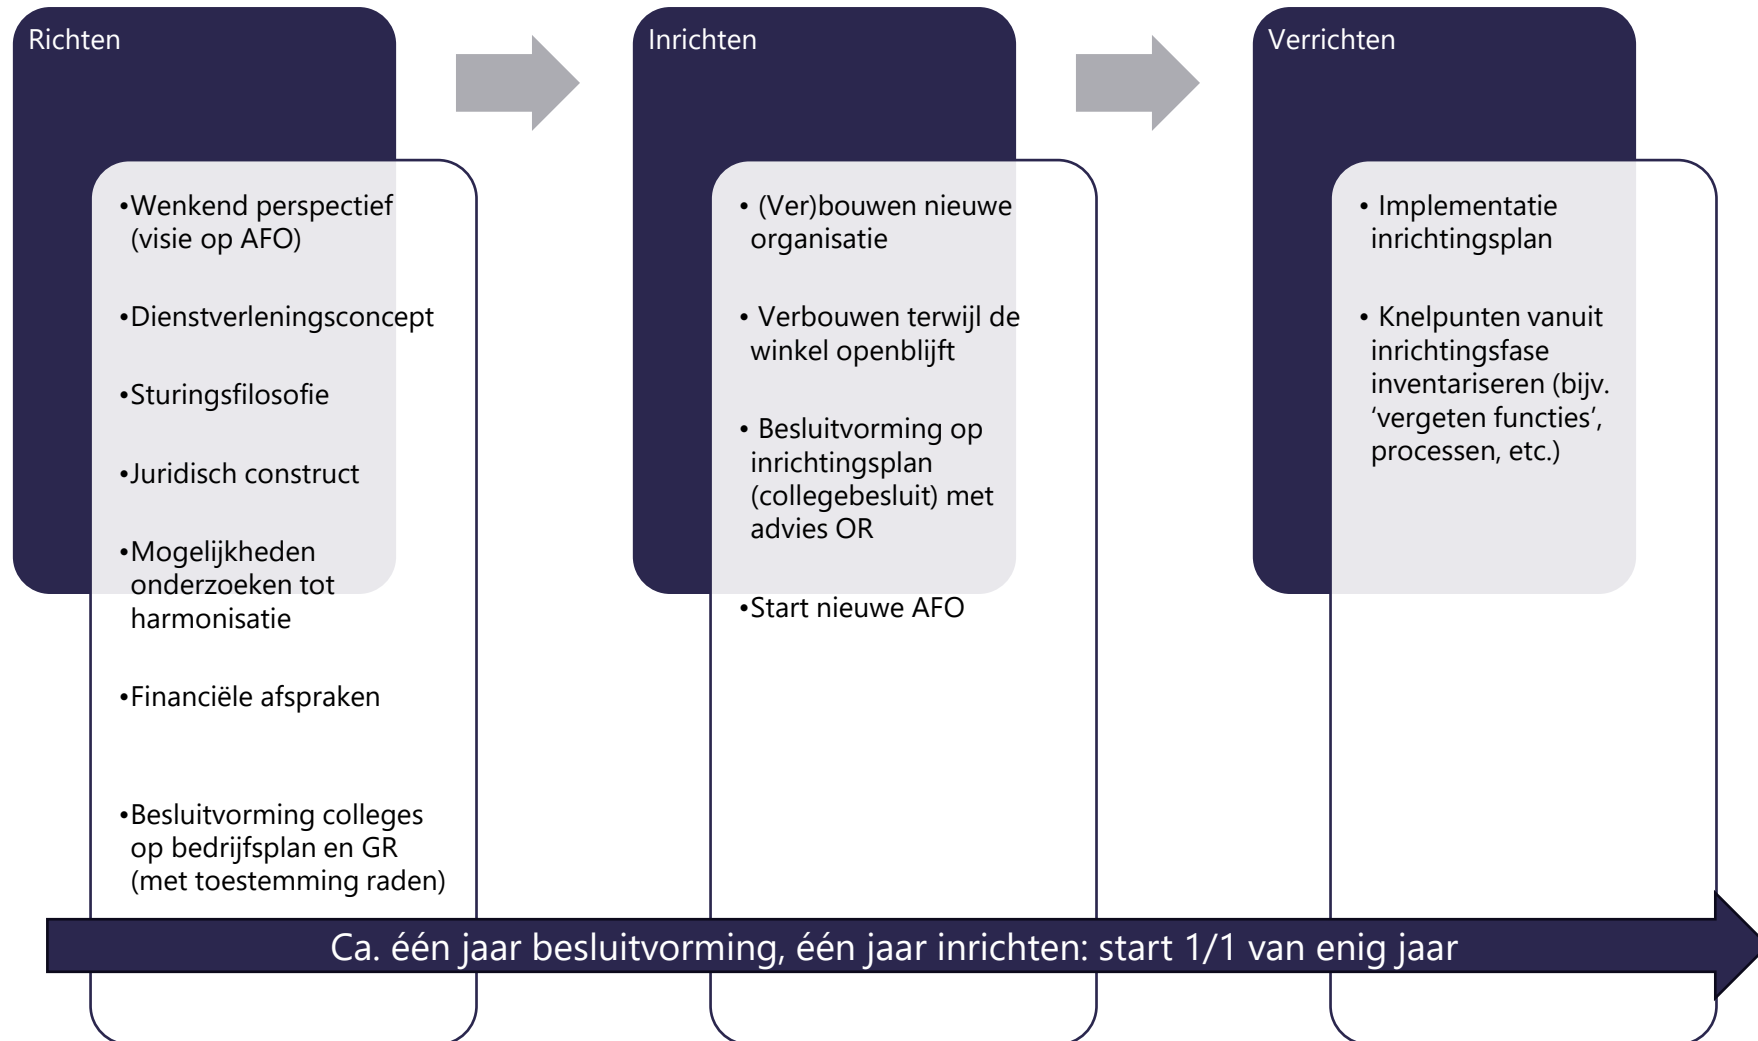 Richten
•Wenkend perspectief
(visie op AFO)
•Dienstverleningsconcept
•Sturingsfilosofie
•Juridisch construct
•Mogelijkheden
onderzoeken tot
harmonisatie
•Financiële afspraken
•Besluitvorming colleges
op bedrijfsplan en GR
(met toestemming raden)
Inrichten
• (Ver)bouwen nieuwe
organisatie
• Verbouwen terwijl de
winkel openblijft
• Besluitvorming op
inrichtingsplan
(collegebesluit) met
advies OR
•Start nieuwe AFO
Verrichten
• Implementatie
inrichtingsplan
• Knelpunten vanuit
inrichtingsfase
inventariseren (bijv.
‘vergeten functies’,
processen, etc.)
Ca. één jaar besluitvorming, één jaar inrichten: start 1/1 van enig jaar